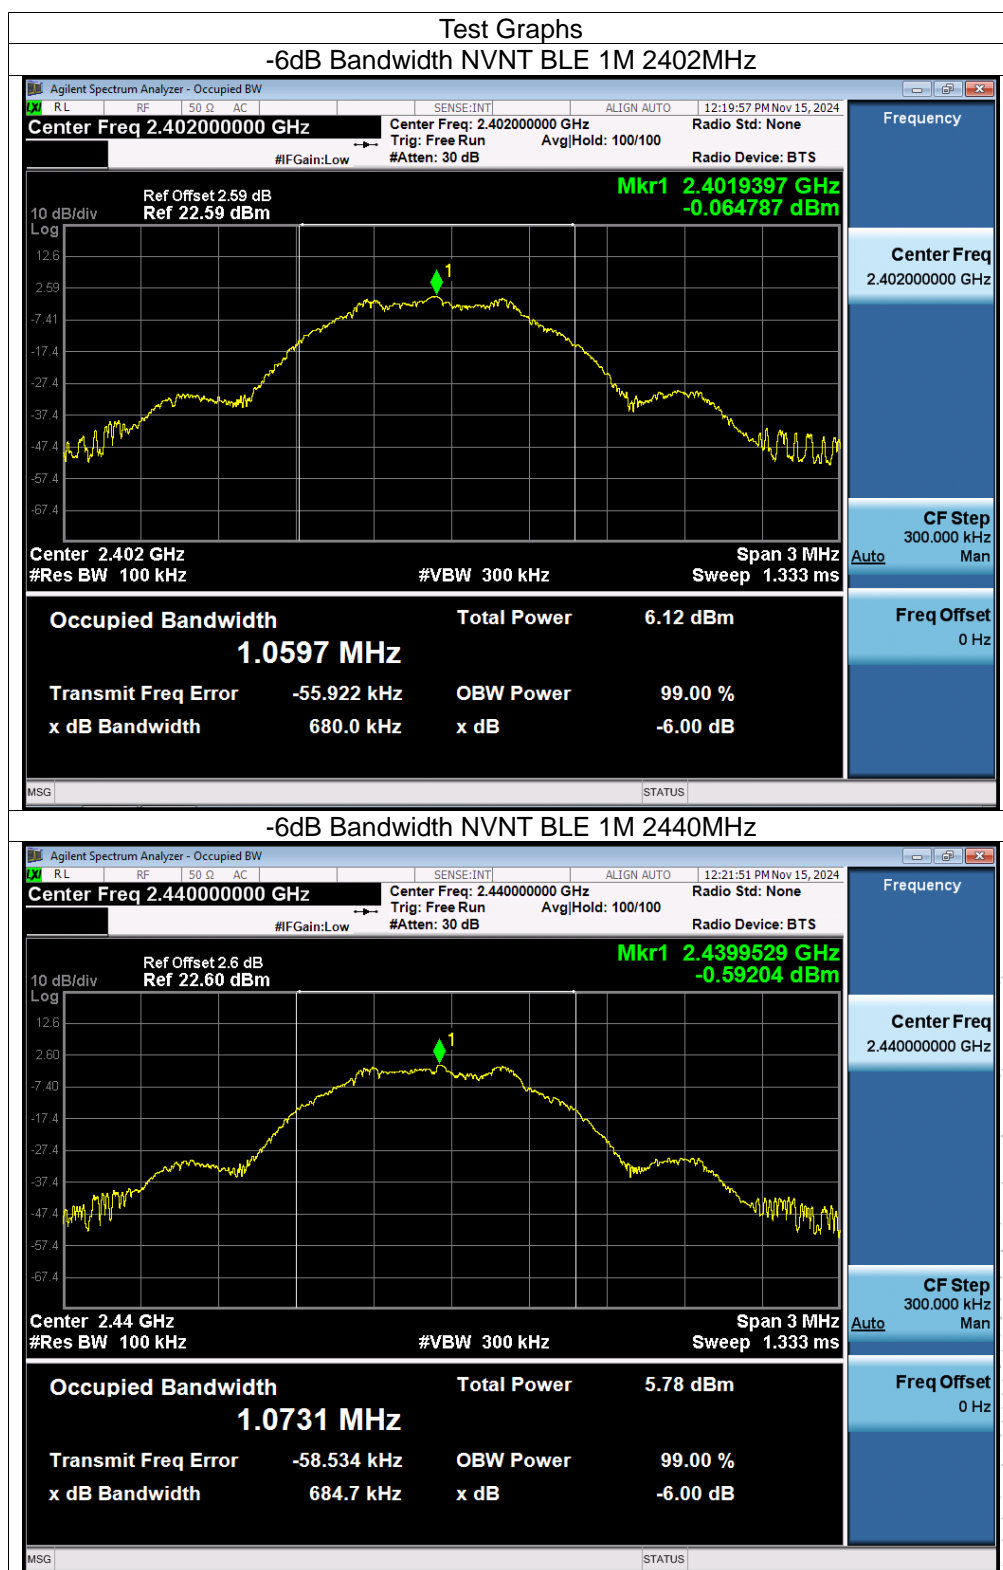 Test Graphs
-6dB Bandwidth NVNT BLE 1M 2402MHz
Agilent Spectrum Analyzer - Occupied BW
LXI RL RF 50 Ω AC SENSE:INT ALIGN AUTO 12:19:57 PM Nov 15, 2024
Center Freq 2.402000000 GHz
Center Freq: 2.402000000 GHz Radio Std: None
Trig: Free Run Avg|Hold: 100/100
#IFGain:Low #Atten: 30 dB Radio Device: BTS
Frequency
Mkr1 2.4019397 GHz
-0.064787 dBm
Ref Offset 2.59 dB
10 dB/div Ref 22.59 dBm
Log
12.6
2.59
-7.41
-17.4
-27.4
-37.4
-47.4
-57.4
-67.4
1
Center 2.402 GHz Span 3 MHz
#Res BW 100 kHz #VBW 300 kHz Sweep 1.333 ms
Center Freq
2.402000000 GHz
CF Step
300.000 kHz
Auto Man
Freq Offset
0 Hz
Occupied Bandwidth Total Power 6.12 dBm
1.0597 MHz
Transmit Freq Error -55.922 kHz OBW Power 99.00 %
x dB Bandwidth 680.0 kHz x dB -6.00 dB
MSG STATUS
-6dB Bandwidth NVNT BLE 1M 2440MHz
Agilent Spectrum Analyzer - Occupied BW
LXI RL RF 50 Ω AC SENSE:INT ALIGN AUTO 12:21:51 PM Nov 15, 2024
Center Freq 2.440000000 GHz
Center Freq: 2.440000000 GHz Radio Std: None
Trig: Free Run Avg|Hold: 100/100
#IFGain:Low #Atten: 30 dB Radio Device: BTS
Frequency
Mkr1 2.4399529 GHz
-0.59204 dBm
Ref Offset 2.6 dB
10 dB/div Ref 22.60 dBm
Log
12.6
2.60
-7.40
-17.4
-27.4
-37.4
-47.4
-57.4
-67.4
1
Center 2.44 GHz Span 3 MHz
#Res BW 100 kHz #VBW 300 kHz Sweep 1.333 ms
Center Freq
2.440000000 GHz
CF Step
300.000 kHz
Auto Man
Freq Offset
0 Hz
Occupied Bandwidth Total Power 5.78 dBm
1.0731 MHz
Transmit Freq Error -58.534 kHz OBW Power 99.00 %
x dB Bandwidth 684.7 kHz x dB -6.00 dB
MSG STATUS